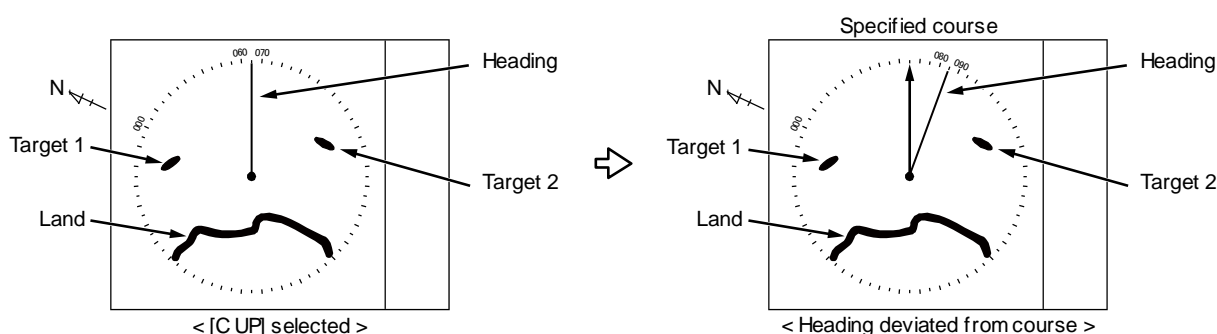 Specified course
060 070
Heading
N
000
Target 1
Target 2
Land
< [C UP] selected >
080 090
Heading
N
000
Target 1
Target 2
Land
< Heading deviated from course >